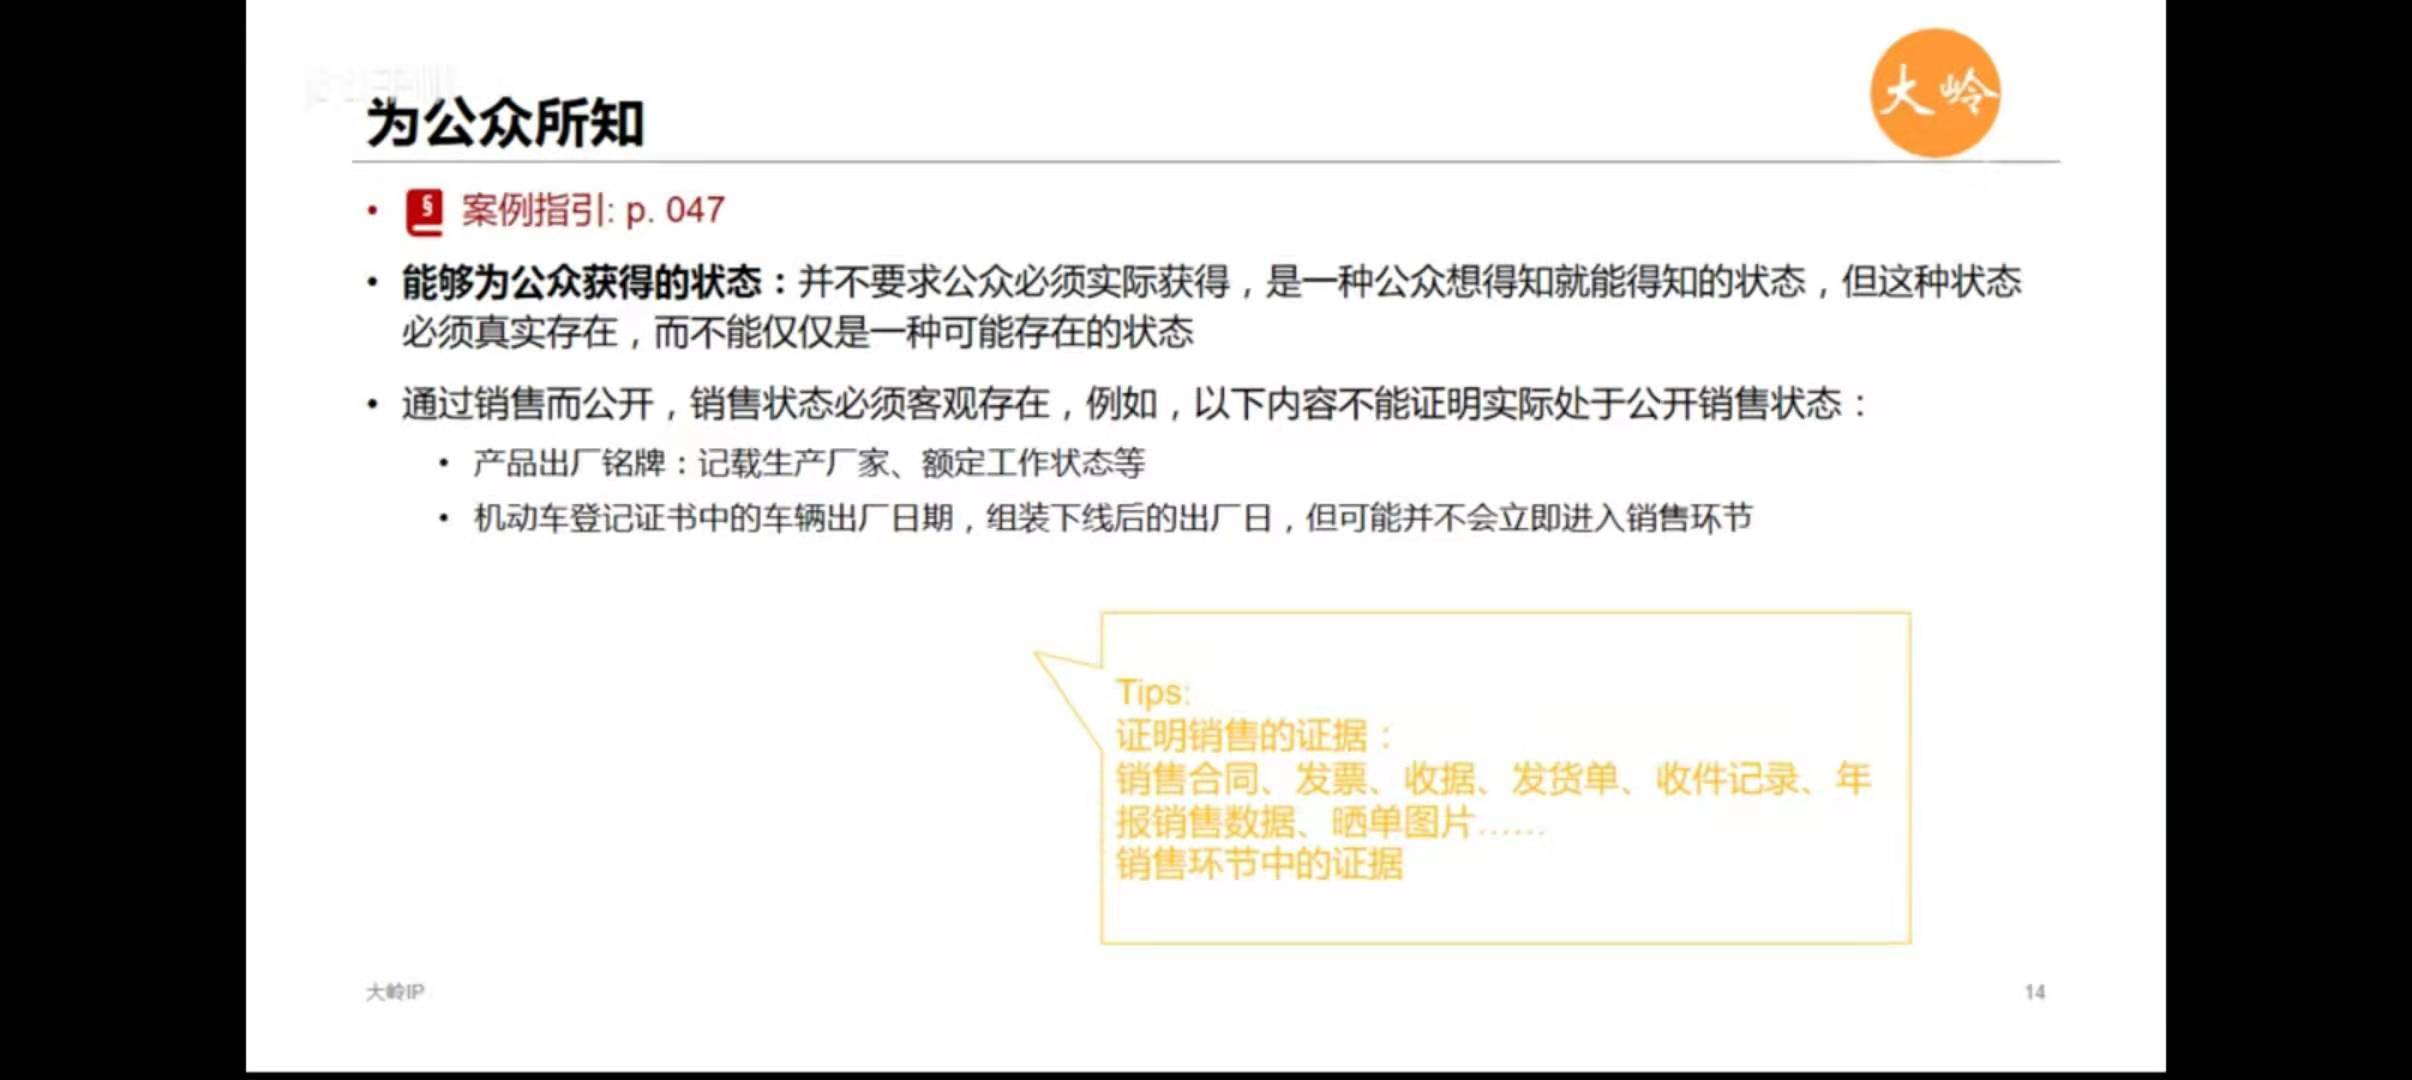 大岭
为公众所知
• § 案例指引: p. 047
• 能够为公众获得的状态：并不要求公众必须实际获得，是一种公众想得知就能得知的状态，但这种状态
必须真实存在，而不能仅仅是一种可能存在的状态
• 通过销售而公开，销售状态必须客观存在，例如，以下内容不能证明实际处于公开销售状态：
• 产品出厂铭牌：记载生产厂家、额定工作状态等
• 机动车登记证书中的车辆出厂日期，组装下线后的出厂日，但可能并不会立即进入销售环节
Tips:
证明销售的证据：
销售合同、发票、收据、发货单、收件记录、年
报销售数据、晒单图片……
销售环节中的证据
大岭IP
14